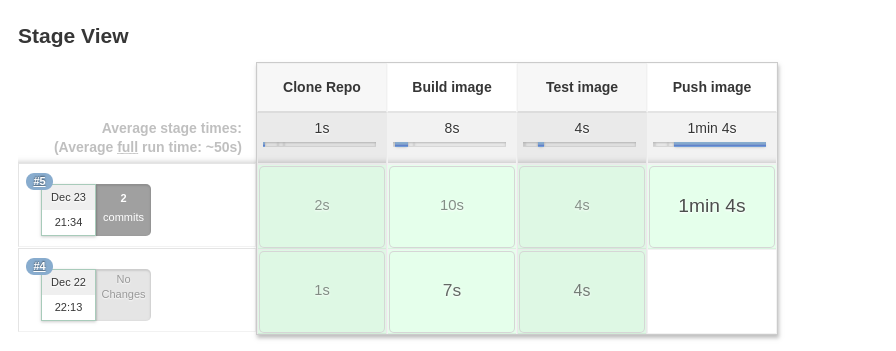 Stage View
Clone Repo Build image Test image Push image
Average stage times: 1s 8s 4s 1min 4s
(Average full run time: ~50s)
#5
Dec 23 2 2s 10s 4s 1min 4s
21:34 commits
#4
Dec 22 No 1s 7s 4s
22:13 Changes